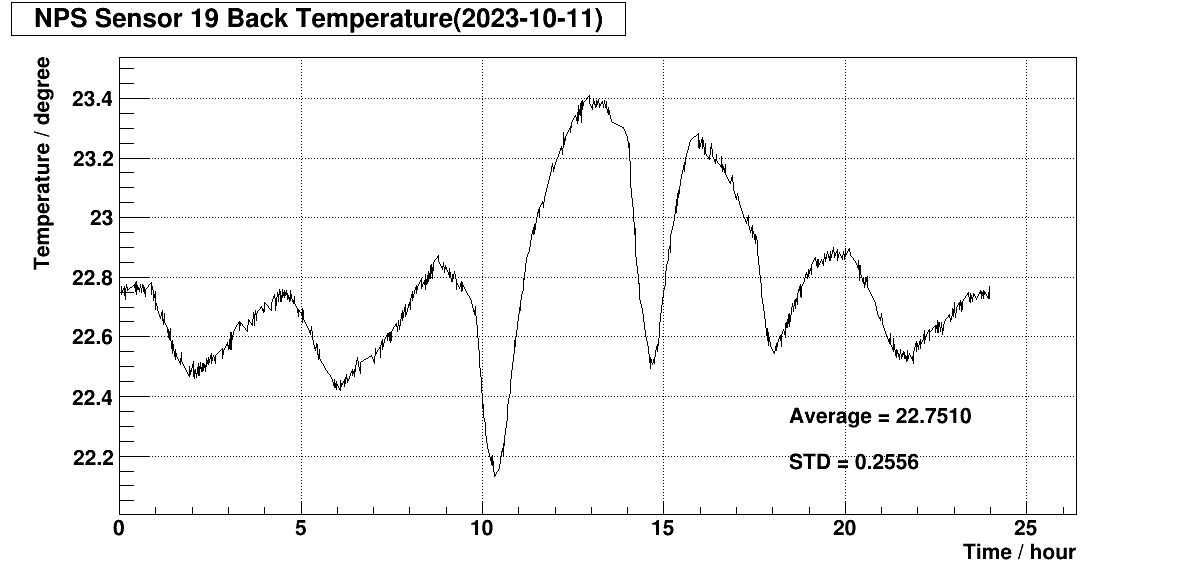 NPS Sensor 19 Back Temperature(2023-10-11)
Temperature / degree
23.4
23.2
23
22.8
22.6
22.4
22.2
Average = 22.7510
STD = 0.2556
0 5 10 15 20 25
Time / hour